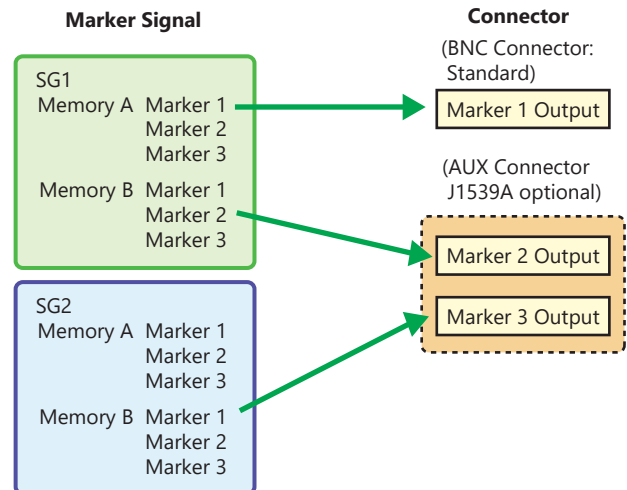 Marker Signal
SG1
Memory A Marker 1
Marker 2
Marker 3
Memory B Marker 1
Marker 2
Marker 3
SG2
Memory A Marker 1
Marker 2
Marker 3
Memory B Marker 1
Marker 2
Marker 3
Connector
(BNC Connector:
Standard)
Marker 1 Output
(AUX Connector
J1539A optional)
Marker 2 Output
Marker 3 Output